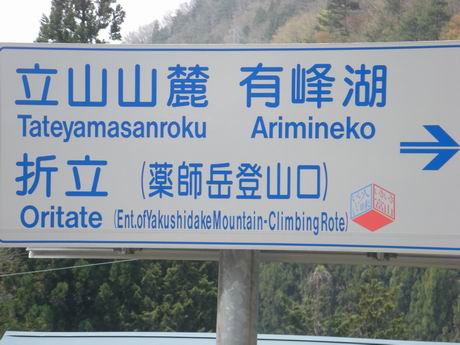 立山山麓 有峰湖
Tateyamasanroku Arimineko
折立 (薬師岳登山口)
Oritate (Ent.ofYakushidakeMountain-ClimbingRote)